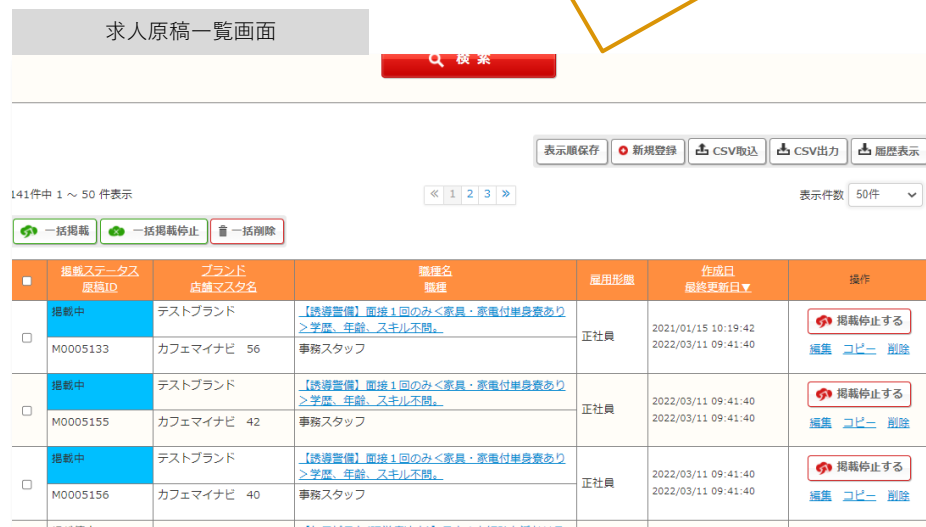 求人原稿一覧画面
検索
表示順保存 新規登録 CSV取込 CSV出力 履歴表示
141件中 1 ~ 50 件表示
« 1 2 3 »
表示件数 50件
一括掲載 一括掲載停止 一括削除
掲載ステータス
原稿ID
ブランド
店舗マスタ名
職種名
職種
雇用形態
作成日
最終更新日▼
操作
掲載中
テストブランド
【誘導警備】面接1回のみ<家具・家電付単身寮あり
>学歴、年齢、スキル不問。
M0005133
カフェマイナビ 56
事務スタッフ
正社員
2021/01/15 10:19:42
2022/03/11 09:41:40
掲載停止する
編集 コピー 削除
掲載中
テストブランド
【誘導警備】面接1回のみ<家具・家電付単身寮あり
>学歴、年齢、スキル不問。
M0005155
カフェマイナビ 42
事務スタッフ
正社員
2022/03/11 09:41:40
2022/03/11 09:41:40
掲載停止する
編集 コピー 削除
掲載中
テストブランド
【誘導警備】面接1回のみ<家具・家電付単身寮あり
>学歴、年齢、スキル不問。
M0005156
カフェマイナビ 40
事務スタッフ
正社員
2022/03/11 09:41:40
2022/03/11 09:41:40
掲載停止する
編集 コピー 削除